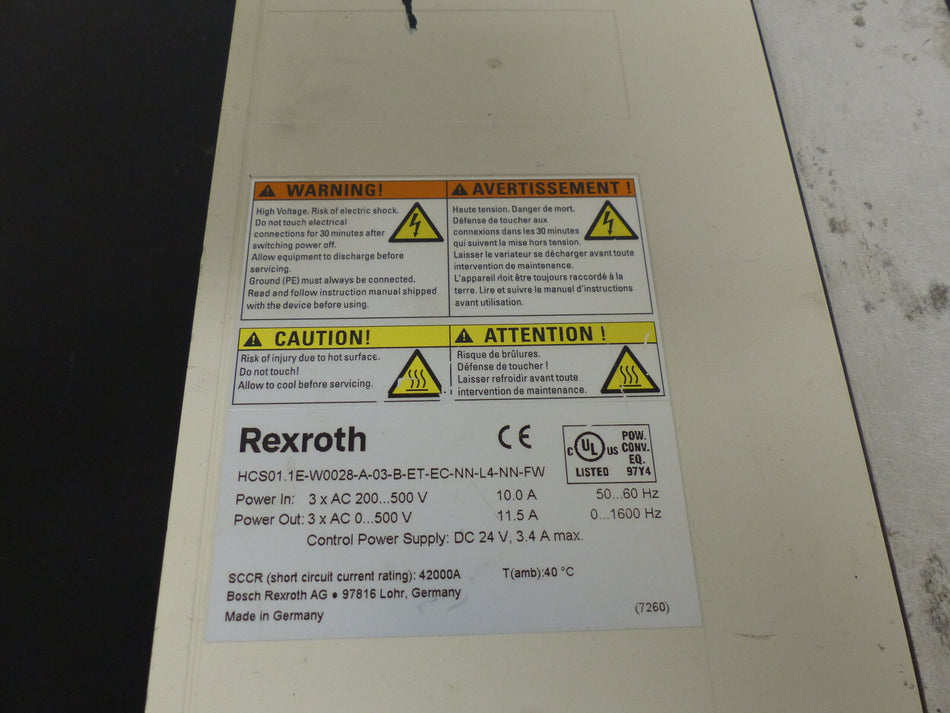 WARNING!
High Voltage. Risk of electric shock.
Do not touch electrical
connections for 30 minutes after
switching power off.
Allow equipment to discharge before
servicing.
Ground (PE) must always be connected.
Read and follow instruction manual shipped
with the device before using.
AVERTISSEMENT !
Haute tension. Danger de mort.
Défense de toucher aux
connexions dans les 30 minutes
qui suivent la mise hors tension.
Laisser le variateur se décharger avant toute
intervention de maintenance.
L'appareil doit être toujours raccordé à la
terre. Lire et suivre le manuel d'instructions
avant utilisation.
CAUTION!
Risk of injury due to hot surface.
Do not touch!
Allow to cool before servicing.
ATTENTION !
Risque de brûlures.
Défense de toucher !
Laisser refroidir avant toute
intervention de maintenance.
Rexroth
CE
C UL US
LISTED
POW.
CONV.
EQ.
97Y4
HCS01.1E-W0028-A-03-B-ET-EC-NN-L4-NN-FW
Power In: 3 x AC 200...500 V 10.0 A 50...60 Hz
Power Out: 3 x AC 0...500 V 11.5 A 0...1600 Hz
Control Power Supply: DC 24 V, 3.4 A max.
SCCR (short circuit current rating): 42000A T(amb):40 °C
Bosch Rexroth AG • 97816 Lohr, Germany
Made in Germany (7260)